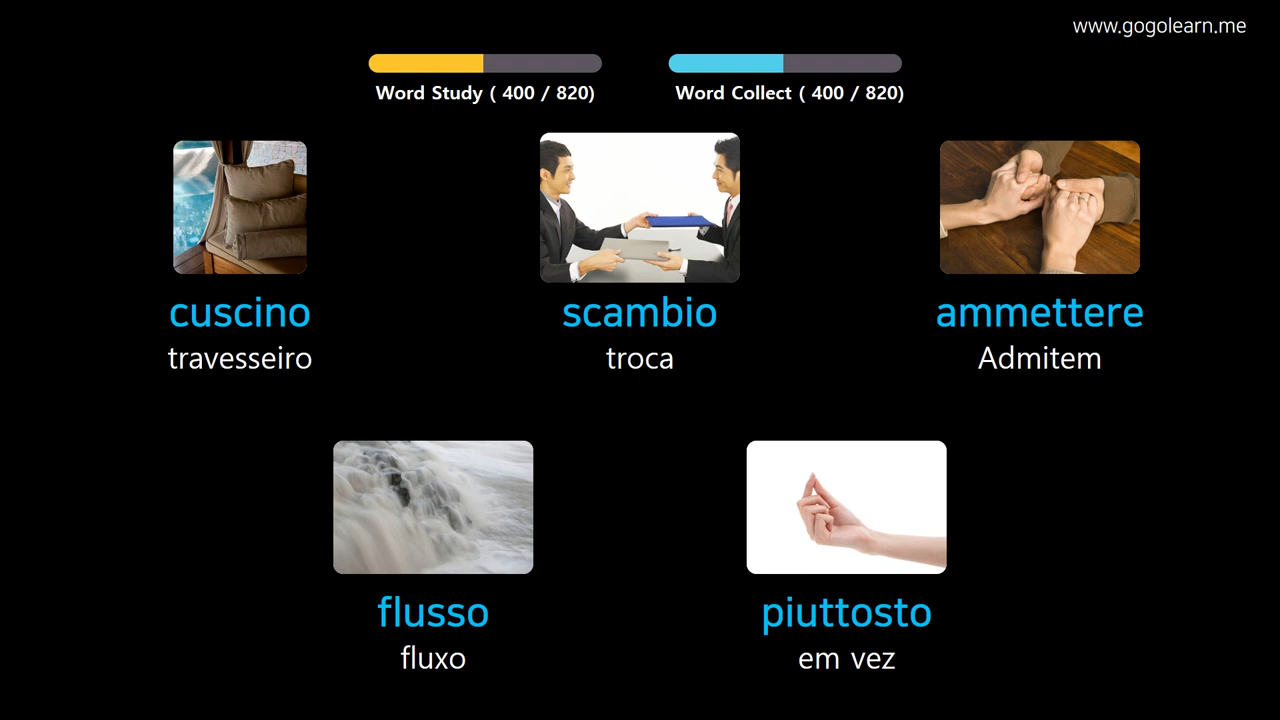 www.gogolearn.me
Word Study ( 400 / 820)
Word Collect ( 400 / 820)
cuscino
travesseiro
scambio
troca
ammettere
Admitem
flusso
fluxo
piuttosto
em vez